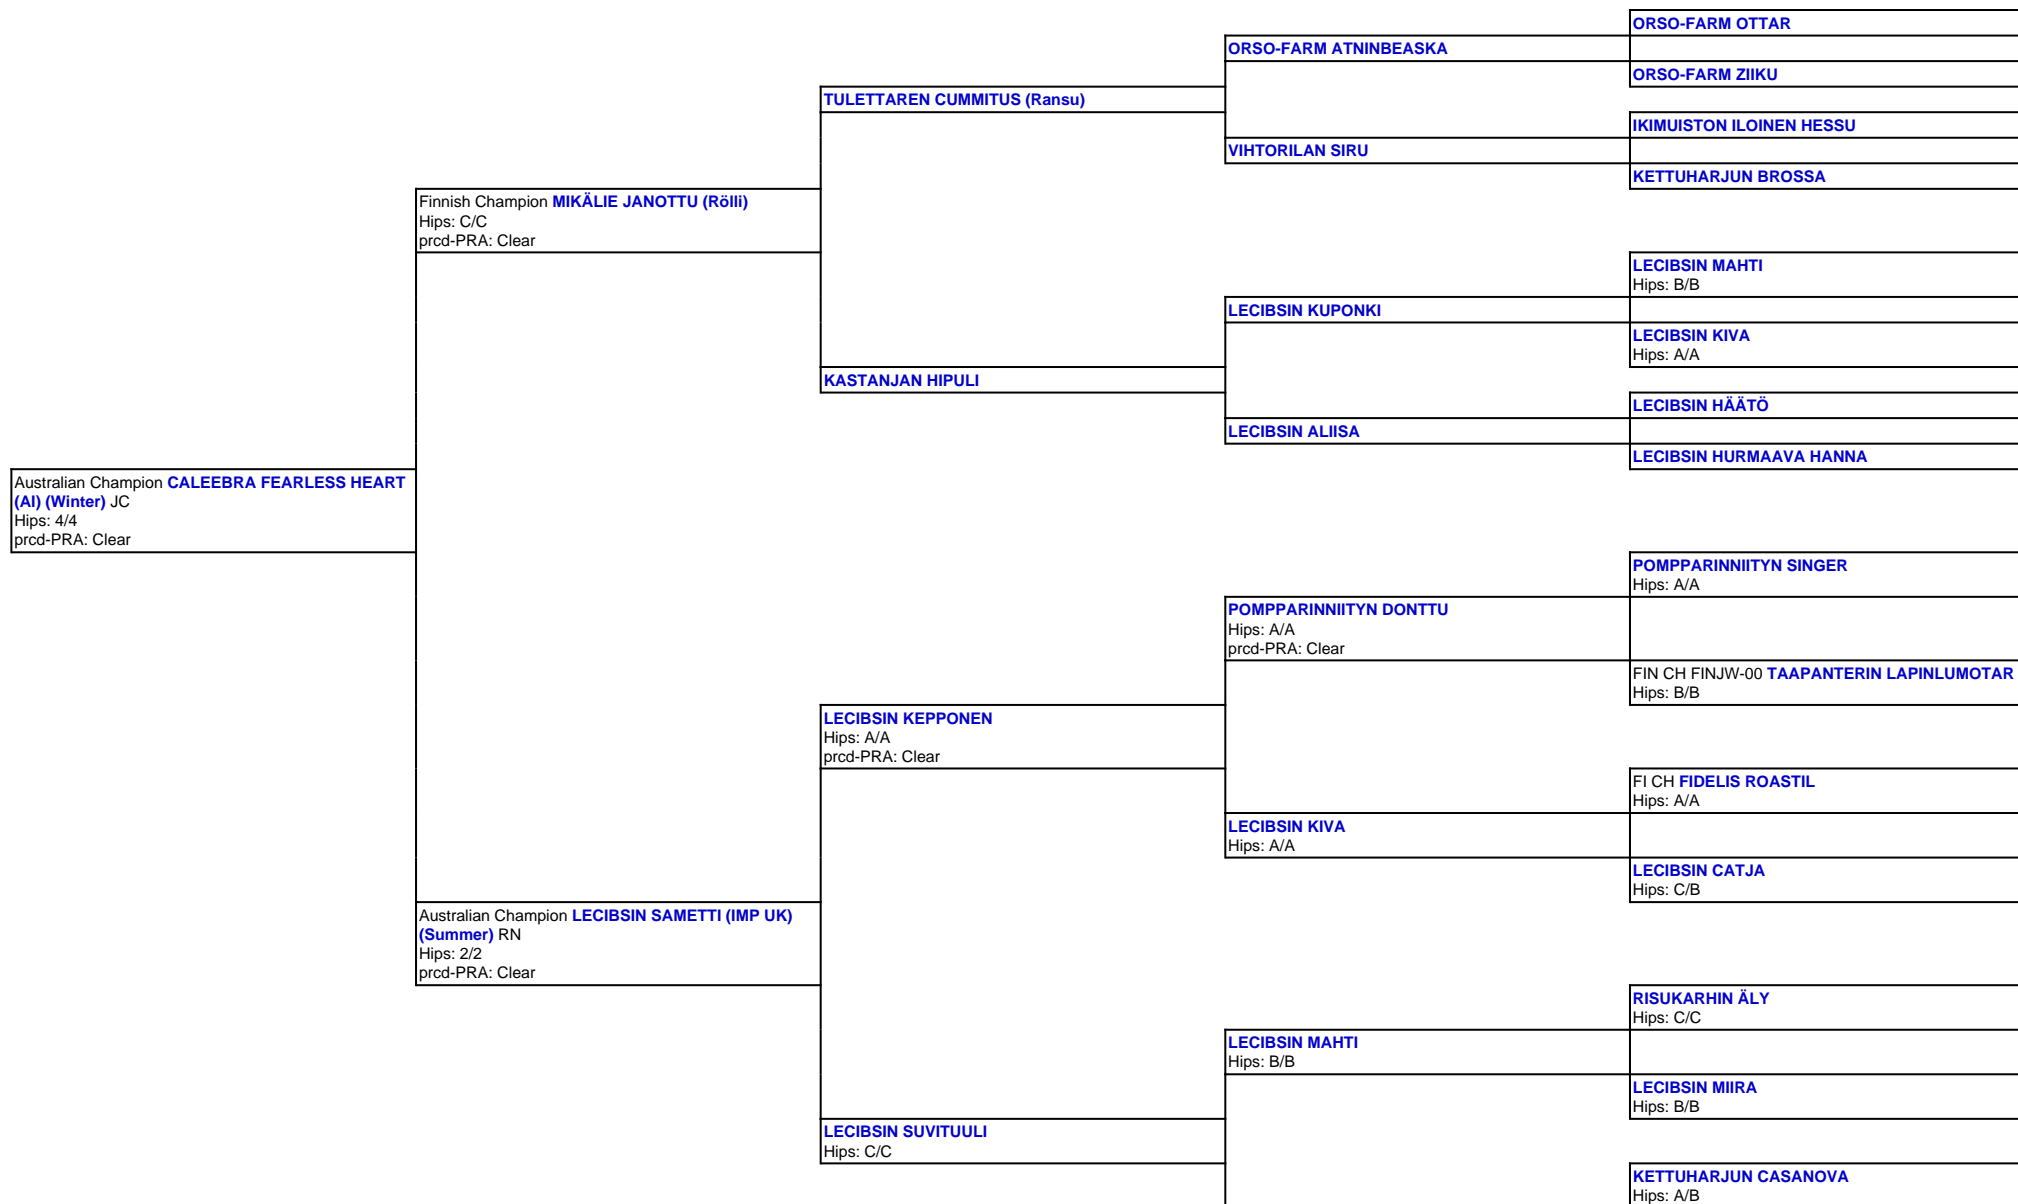 ORSO-FARM OTTAR
ORSO-FARM ATNINBEASKA
ORSO-FARM ZIIKU
TULETTAREN CUMMITUS (Ransu)
IKIMUISTON ILOINEN HESSU
VIHTORILAN SIRU
KETTUHARJUN BROSSA
Finnish Champion MIKÄLIE JANOTTU (Rölli)
Hips: C/C
prcd-PRA: Clear
LECIBSIN MAHTI
Hips: B/B
LECIBSIN KUPONKI
LECIBSIN KIVA
Hips: A/A
KASTANJAN HIPULI
LECIBSIN HÄÄTÖ
LECIBSIN ALIISA
LECIBSIN HURMAAVA HANNA
Australian Champion CALEEBRA FEARLESS HEART
(AI) (Winter) JC
Hips: 4/4
prcd-PRA: Clear
POMPPARINNIITYN SINGER
Hips: A/A
POMPPARINNIITYN DONTTU
Hips: A/A
prcd-PRA: Clear
FIN CH FINJW-00 TAAPANTERIN LAPINLUMOTAR
Hips: B/B
LECIBSIN KEPPONEN
Hips: A/A
prcd-PRA: Clear
FI CH FIDELIS ROASTIL
Hips: A/A
LECIBSIN KIVA
Hips: A/A
LECIBSIN CATJA
Hips: C/B
Australian Champion LECIBSIN SAMETTI (IMP UK)
(Summer) RN
Hips: 2/2
prcd-PRA: Clear
RISUKARHIN ÄLY
Hips: C/C
LECIBSIN MAHTI
Hips: B/B
LECIBSIN MIIRA
Hips: B/B
LECIBSIN SUVITUULI
Hips: C/C
KETTUHARJUN CASANOVA
Hips: A/B